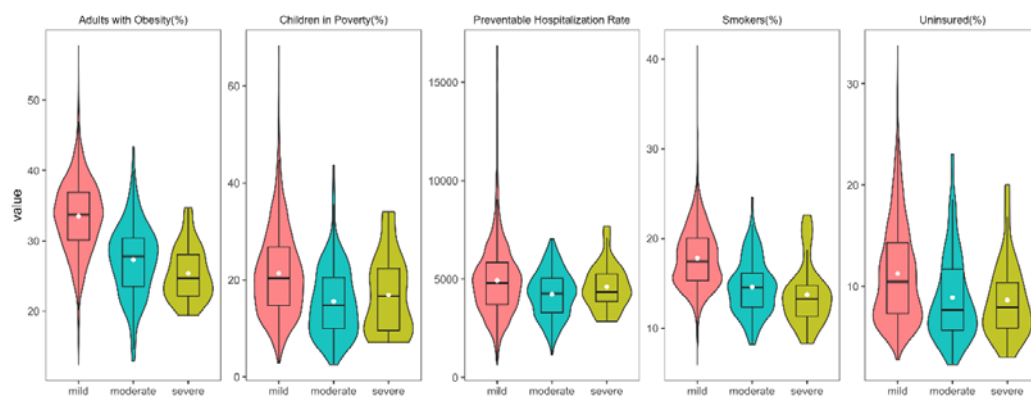 Adults with Obesity(%)
Children in Poverty(%)
Preventable Hospitalization Rate
Smokers(%)
Uninsured(%)
value
50
40
30
20
60
40
20
0
15000
10000
5000
0
40
30
20
10
30
20
10
mild moderate severe
mild moderate severe
mild moderate severe
mild moderate severe
mild moderate severe